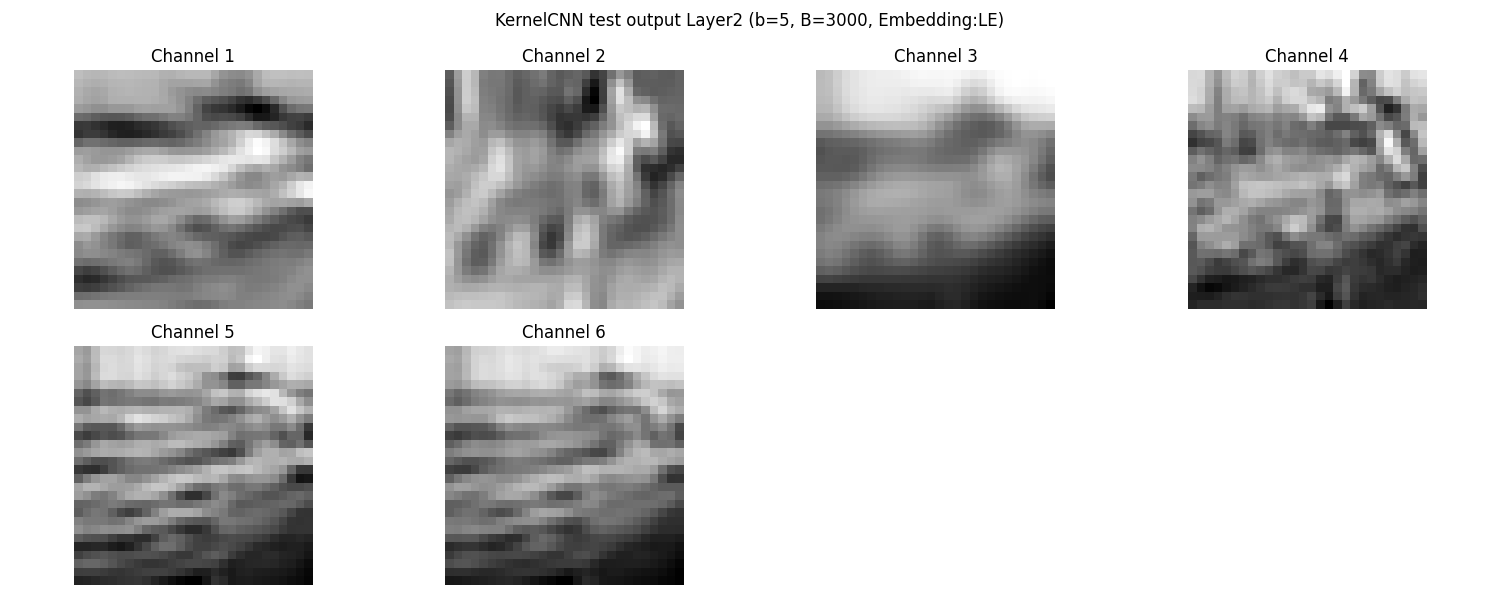 KernelCNN test output Layer2 (b=5, B=3000, Embedding:LE)
Channel 1
Channel 2
Channel 3
Channel 4
Channel 5
Channel 6